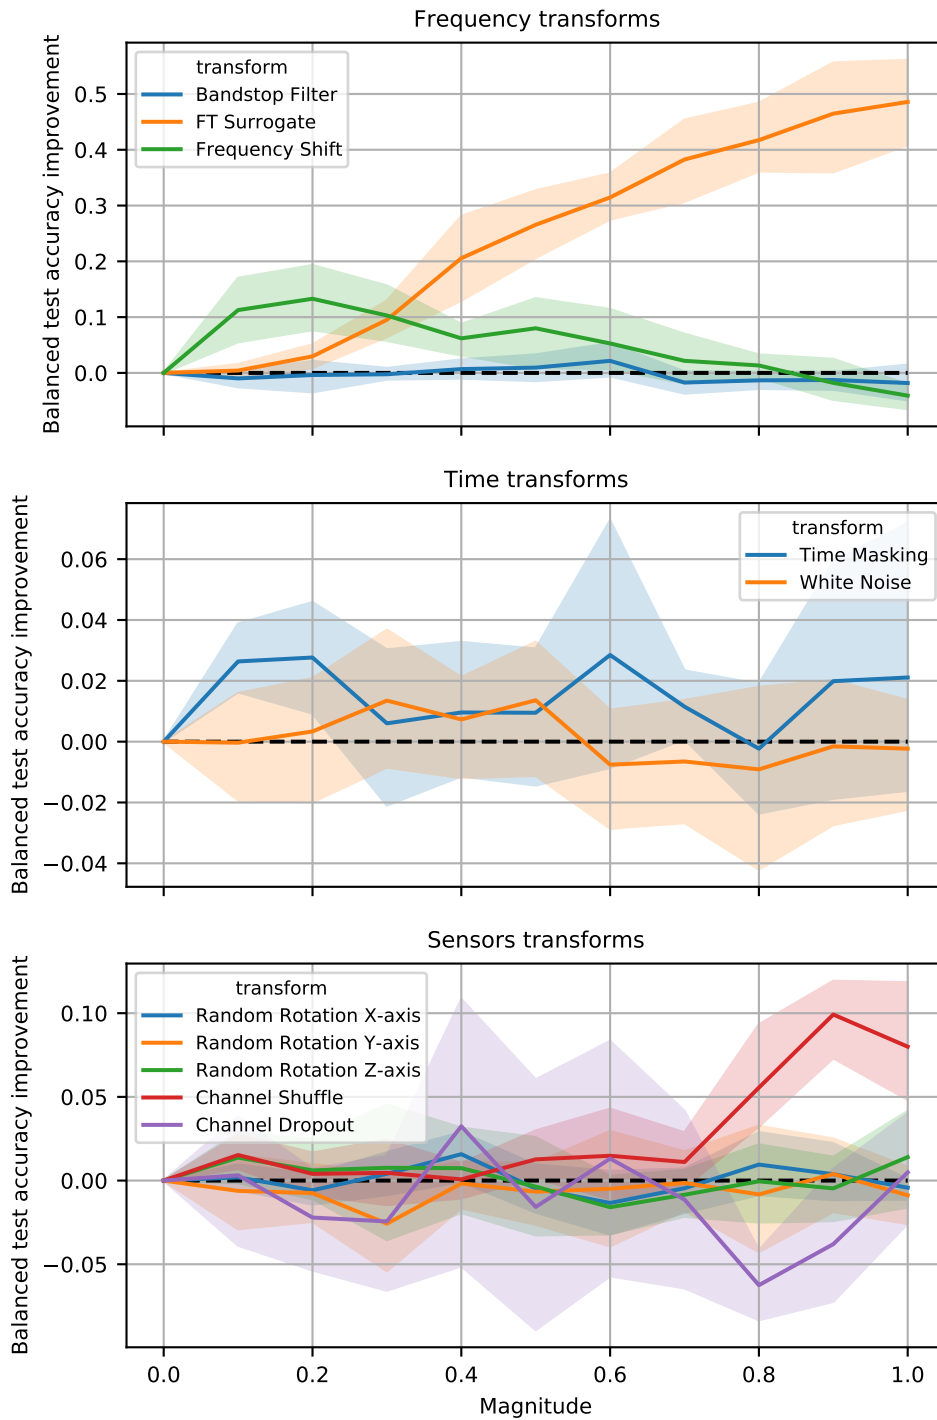 Frequency transforms
Balanced test accuracy improvement
transform
Bandstop Filter
FT Surrogate
Frequency Shift
0.5
0.4
0.3
0.2
0.1
0.0
Time transforms
Balanced test accuracy improvement
transform
Time Masking
White Noise
0.06
0.04
0.02
0.00
−0.02
−0.04
Sensors transforms
Balanced test accuracy improvement
transform
Random Rotation X-axis
Random Rotation Y-axis
Random Rotation Z-axis
Channel Shuffle
Channel Dropout
0.10
0.05
0.00
−0.05
0.0 0.2 0.4 0.6 0.8 1.0
Magnitude